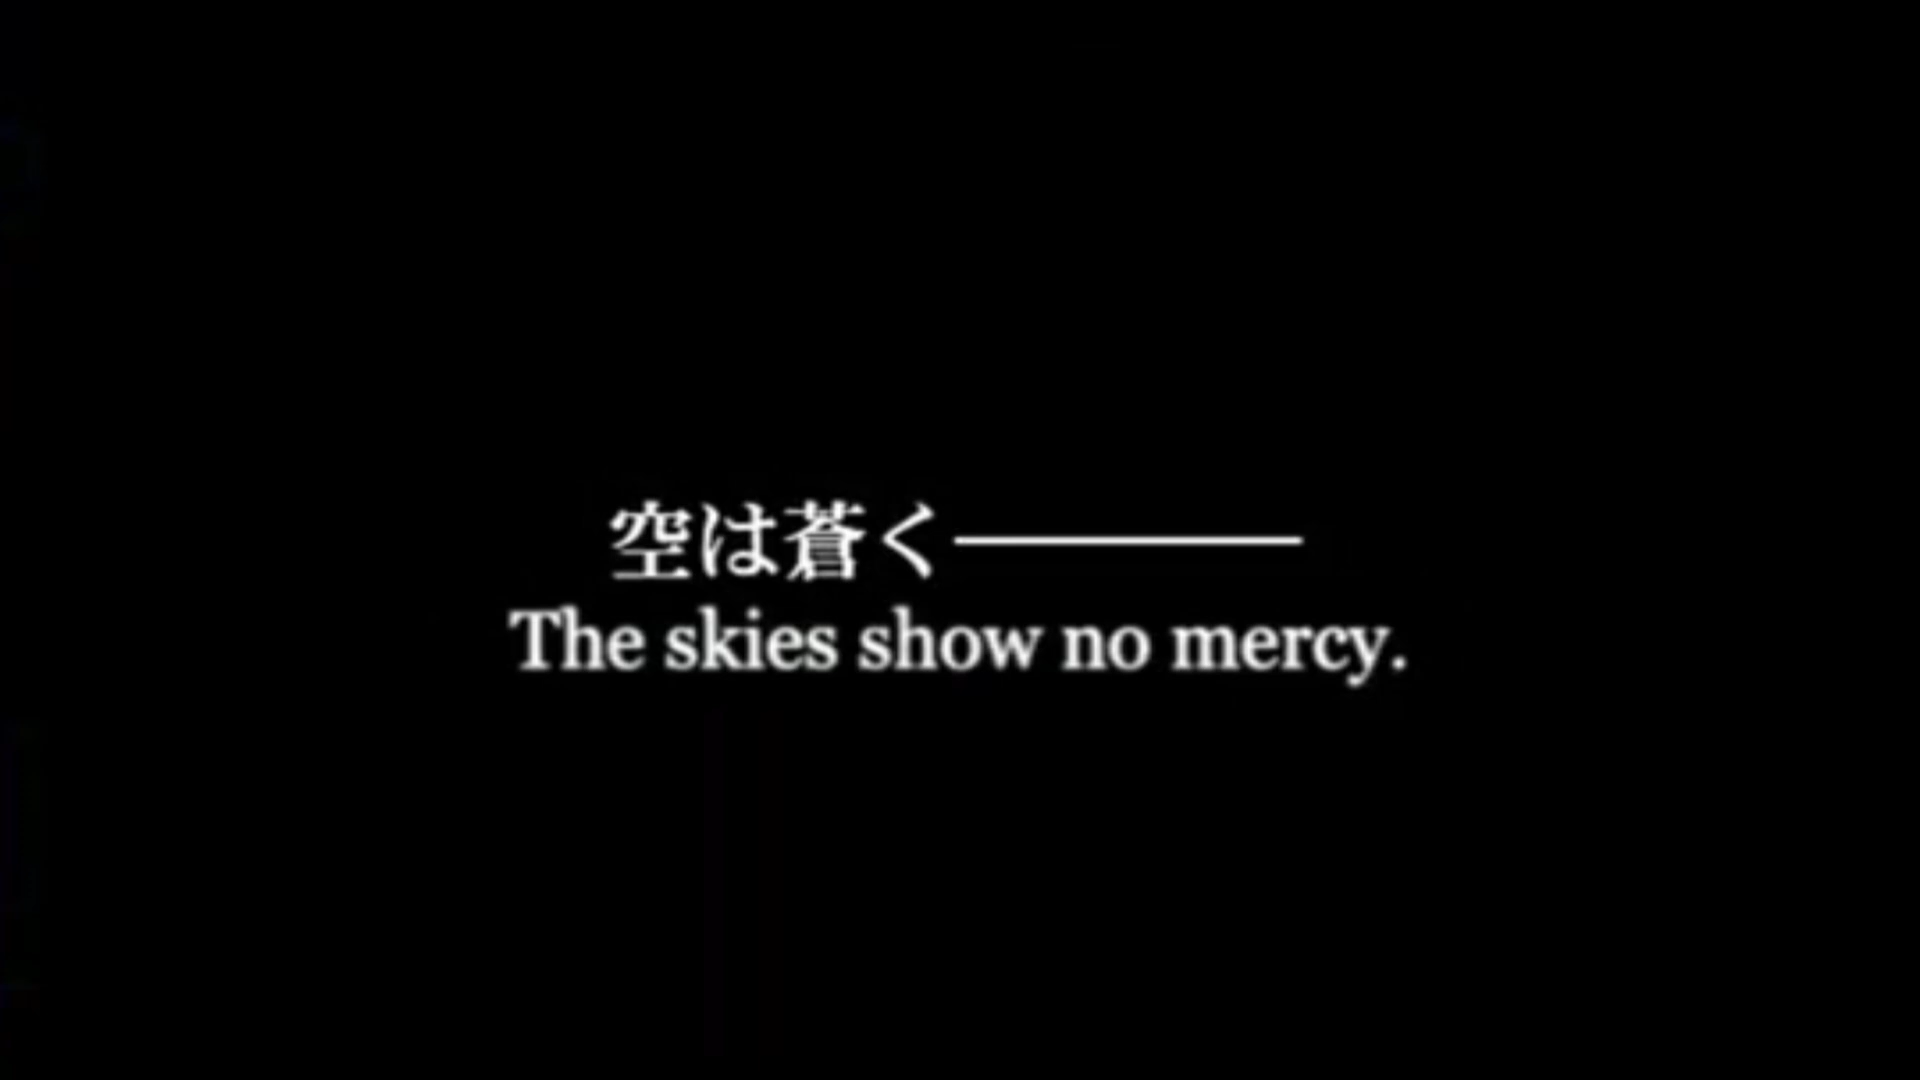 空は蒼く────
The skies show no mercy.